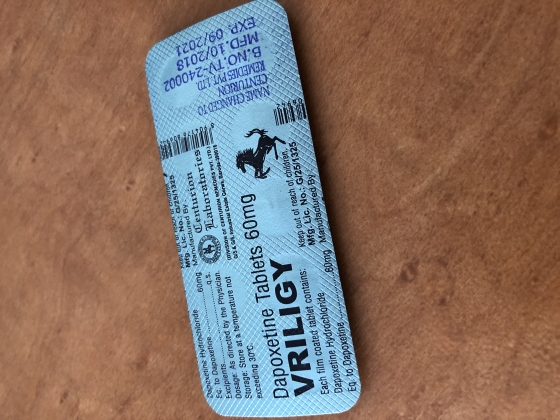 NAME CHANGED TO
CENTURION
REMEDIES PVT. LTD.
B.NO.TV-240002
MFD.10/2018
EXP. 09/2021
Dapoxetine Hydrochloride 60mg
Eq. to Dapoxetine q.s.
Excipients
Dosage: As directed by the Physician.
Storage: Store at a temperature not
exceeding 30°C.
Mfg. Lic. No.: G/25/1325
Manufactured By
Centurion
Laboratories
Dapoxetine Tablets 60mg
VRILIGY
Each film coated tablet contains:
Dapoxetine Hydrochloride 60mg
Eq. to Dapoxetine
Keep out of reach of children.
Mfg. Lic. No.: G/25/1325
Manufactured By